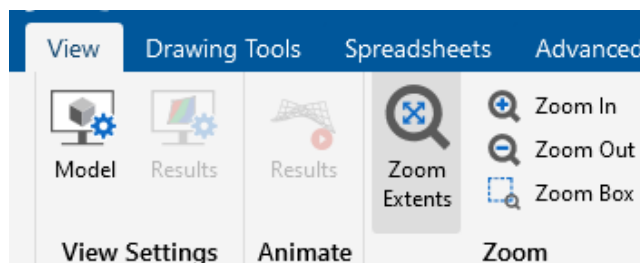 View Drawing Tools Spreadsheets Advanced
Model Results Results Zoom Extents Zoom In
Zoom Out
Zoom Box
View Settings Animate Zoom